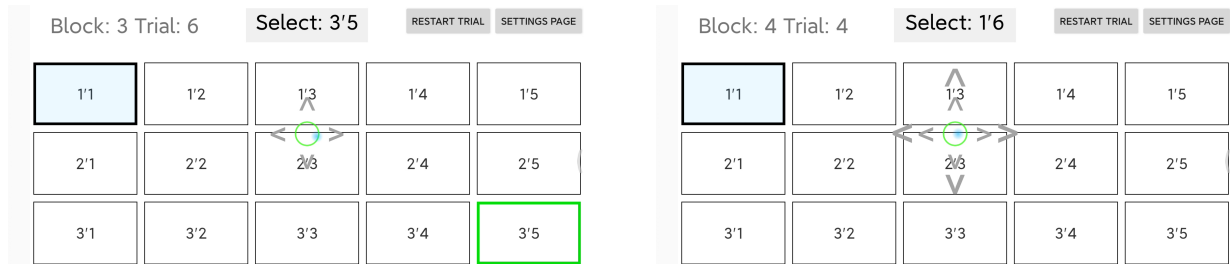 Block: 3 Trial: 6 Select: 3'5 RESTART TRIAL SETTINGS PAGE
1'1 1'2 1'3 1'4 1'5
2'1 2'2 2'3 2'4 2'5
3'1 3'2 3'3 3'4 3'5
Block: 4 Trial: 4 Select: 1'6 RESTART TRIAL SETTINGS PAGE
1'1 1'2 1'3 1'4 1'5
2'1 2'2 2'3 2'4 2'5
3'1 3'2 3'3 3'4 3'5